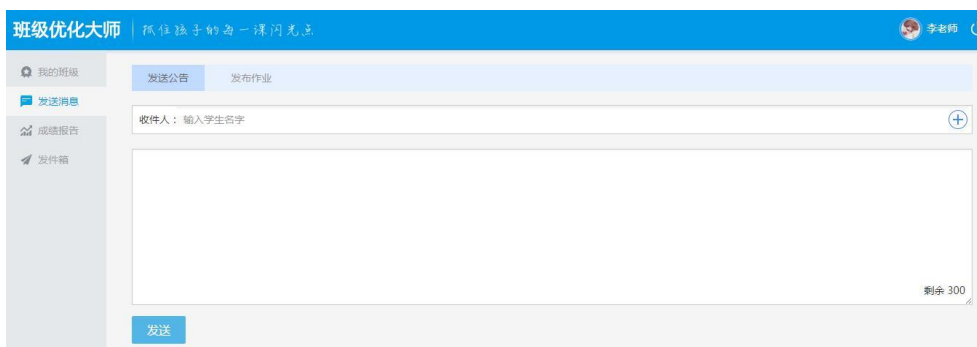 班级优化大师 抓住孩子的每一课闪光点 李老师
我的班级
发送消息
成绩报告
发件箱
发送公告 发布作业
收件人： 输入学生名字
剩余 300
发送